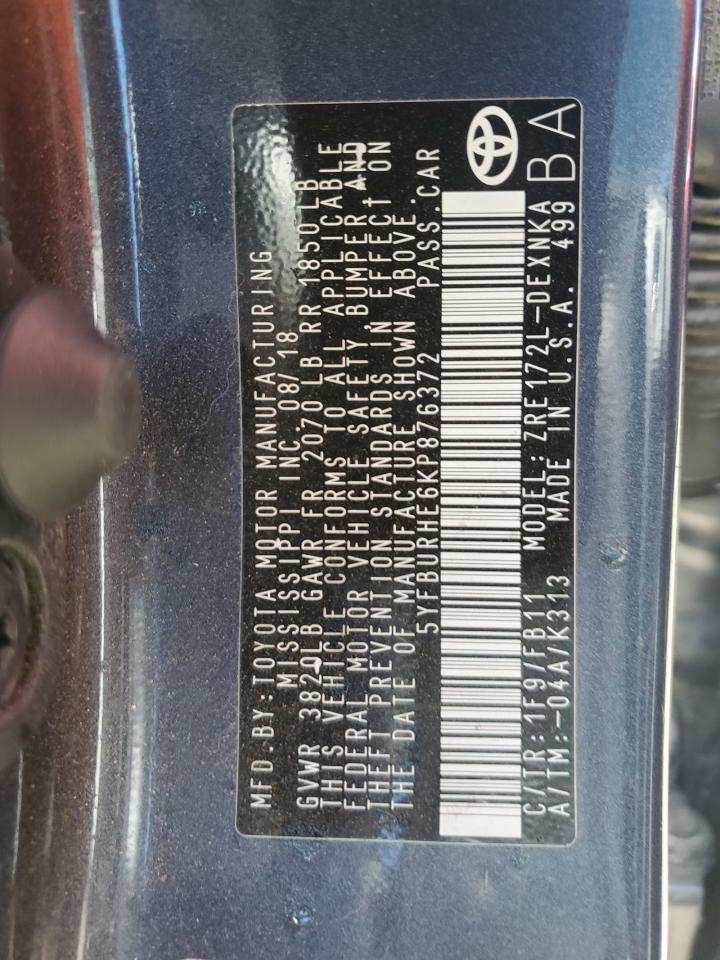 MFD.BY:TOYOTA MOTOR MANUFACTURING
MISSISSIPPI INC. 08/18
GVWR 3820LB GAWR FR 2070LB RR 1850LB
THIS VEHICLE CONFORMS TO ALL APPLICABLE
FEDERAL MOTOR VEHICLE SAFETY, BUMPER, AND
THEFT PREVENTION STANDARDS IN EFFECT ON
THE DATE OF MANUFACTURE SHOWN ABOVE.
5YFBURHE6KP876372 PASS.CAR
C/TR:1F9/FB11 MODEL:ZRE172L-DEXNKA
A/TM:-04A/K313 MADE IN U.S.A. 499
BA